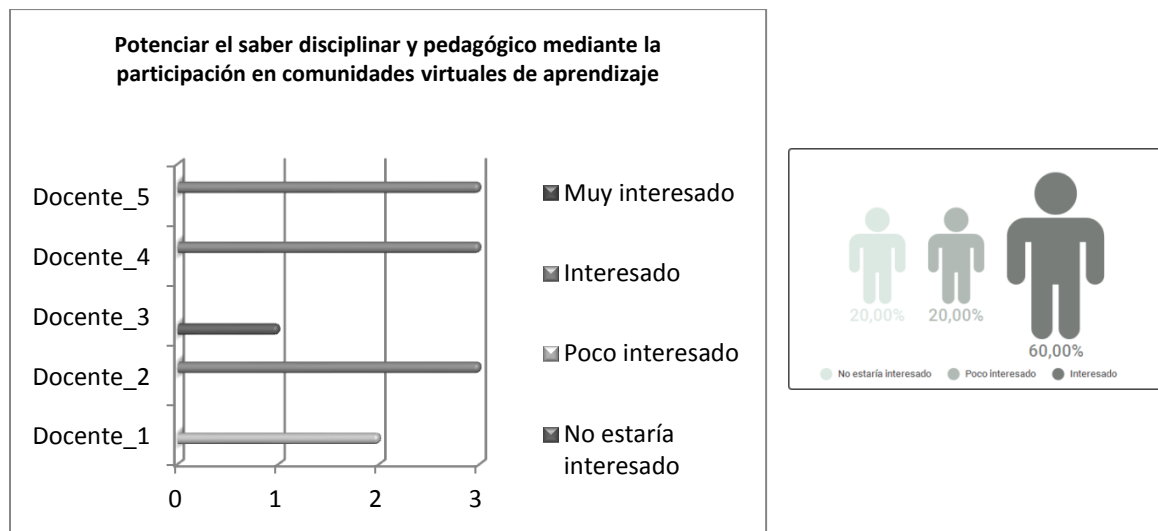 Potenciar el saber disciplinar y pedagógico mediante la
participación en comunidades virtuales de aprendizaje
Docente_5
Docente_4
Docente_3
Docente_2
Docente_1
0 1 2 3
Muy interesado
Interesado
Poco interesado
No estaría
interesado
20,00% 20,00%
60,00%
No estaría interesado Poco interesado Interesado